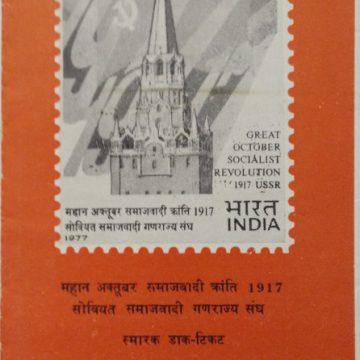 GREAT
OCTOBER
SOCIALIST
REVOLUTION
1917 USSR
महान अक्तूबर समाजवादी क्रांति 1917
सोवियत समाजवादी गणराज्य संघ
1977
भारत
INDIA
महान अक्तूबर समाजवादी क्रांति 1917
सोवियत समाजवादी गणराज्य संघ
स्मारक डाक-टिकट